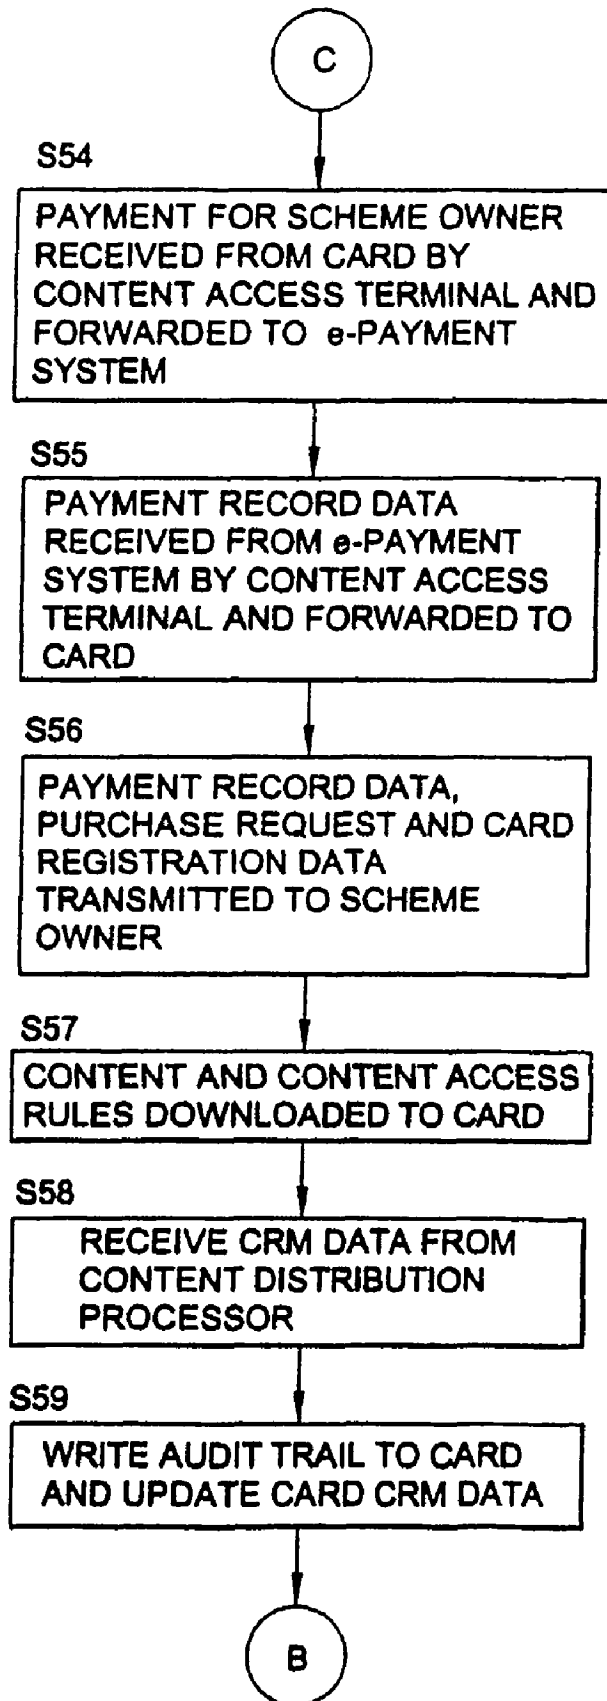 C
S54
PAYMENT FOR SCHEME OWNER
RECEIVED FROM CARD BY
CONTENT ACCESS TERMINAL AND
FORWARDED TO e-PAYMENT
SYSTEM
S55
PAYMENT RECORD DATA
RECEIVED FROM e-PAYMENT
SYSTEM BY CONTENT ACCESS
TERMINAL AND FORWARDED TO
CARD
S56
PAYMENT RECORD DATA,
PURCHASE REQUEST AND CARD
REGISTRATION DATA
TRANSMITTED TO SCHEME
OWNER
S57
CONTENT AND CONTENT ACCESS
RULES DOWNLOADED TO CARD
S58
RECEIVE CRM DATA FROM
CONTENT DISTRIBUTION
PROCESSOR
S59
WRITE AUDIT TRAIL TO CARD
AND UPDATE CARD CRM DATA
B